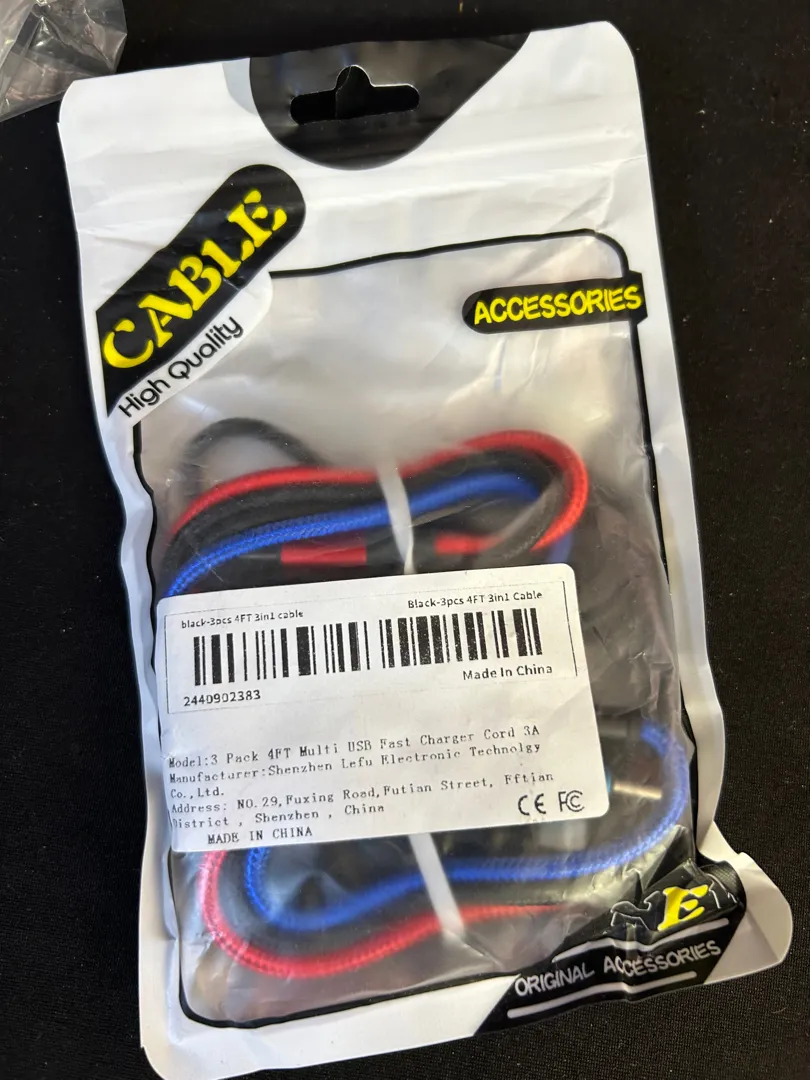 CABLE
High Quality
ACCESSORIES
black-3pcs 4FT 3in1 cable
Black-3pcs 4FT 3in1 Cable
Made In China
2440902383
Model:3 Pack 4FT Multi USB Fast Charger Cord 3A
Manufacturer:Shenzhen Lefu Electronic Technolgy
Co.,Ltd.
Address: NO.29,Fuxing Road,Futian Street, Fftian
District , Shenzhen , China
CE FC
MADE IN CHINA
E
ORIGINAL ACCESSORIES